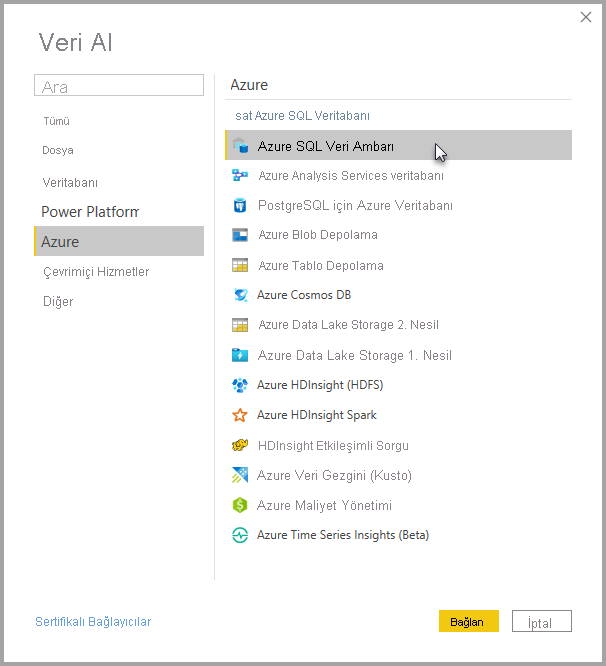 Veri Al
Ara
Tümü
Dosya
Veritabanı
Power Platform
Azure
Çevrimiçi Hizmetler
Diğer
Azure
sat Azure SQL Veritabanı
Azure SQL Veri Ambarı
Azure Analysis Services veritabanı
PostgreSQL için Azure Veritabanı
Azure Blob Depolama
Azure Tablo Depolama
Azure Cosmos DB
Azure Data Lake Storage 2. Nesil
Azure Data Lake Storage 1. Nesil
Azure HDInsight (HDFS)
Azure HDInsight Spark
HDInsight Etkileşimli Sorgu
Azure Veri Gezgini (Kusto)
Azure Maliyet Yönetimi
Azure Time Series Insights (Beta)
Sertifikalı Bağlayıcılar
Bağlan
İptal